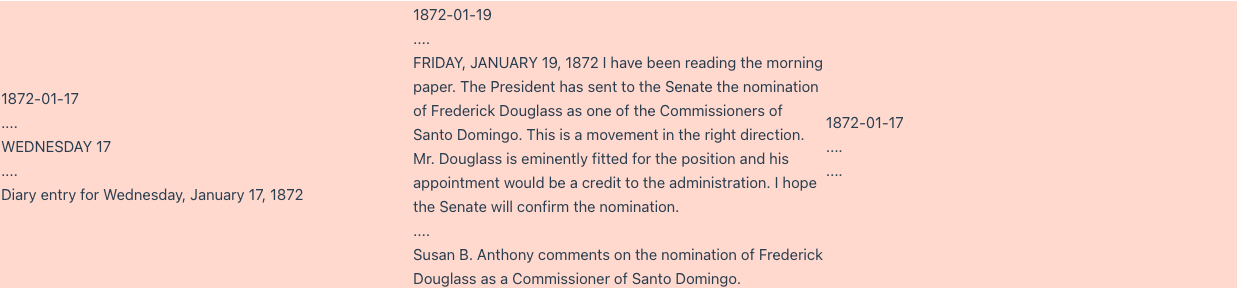 1872-01-17
....
WEDNESDAY 17
....
Diary entry for Wednesday, January 17, 1872
1872-01-19
....
FRIDAY, JANUARY 19, 1872 I have been reading the morning
paper. The President has sent to the Senate the nomination
of Frederick Douglass as one of the Commissioners of
Santo Domingo. This is a movement in the right direction.
Mr. Douglass is eminently fitted for the position and his
appointment would be a credit to the administration. I hope
the Senate will confirm the nomination.
....
Susan B. Anthony comments on the nomination of Frederick
Douglass as a Commissioner of Santo Domingo.
1872-01-17
....
....